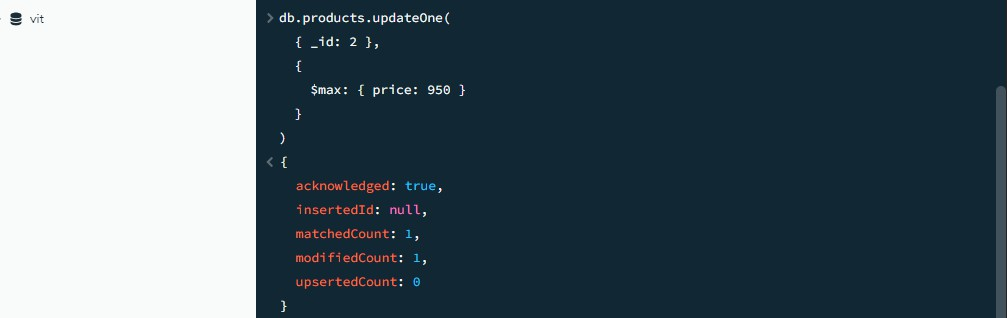 vit
db.products.updateOne(
{ _id: 2 },
{
$max: { price: 950 }
}
)
{
acknowledged: true,
insertedId: null,
matchedCount: 1,
modifiedCount: 1,
upsertedCount: 0
}